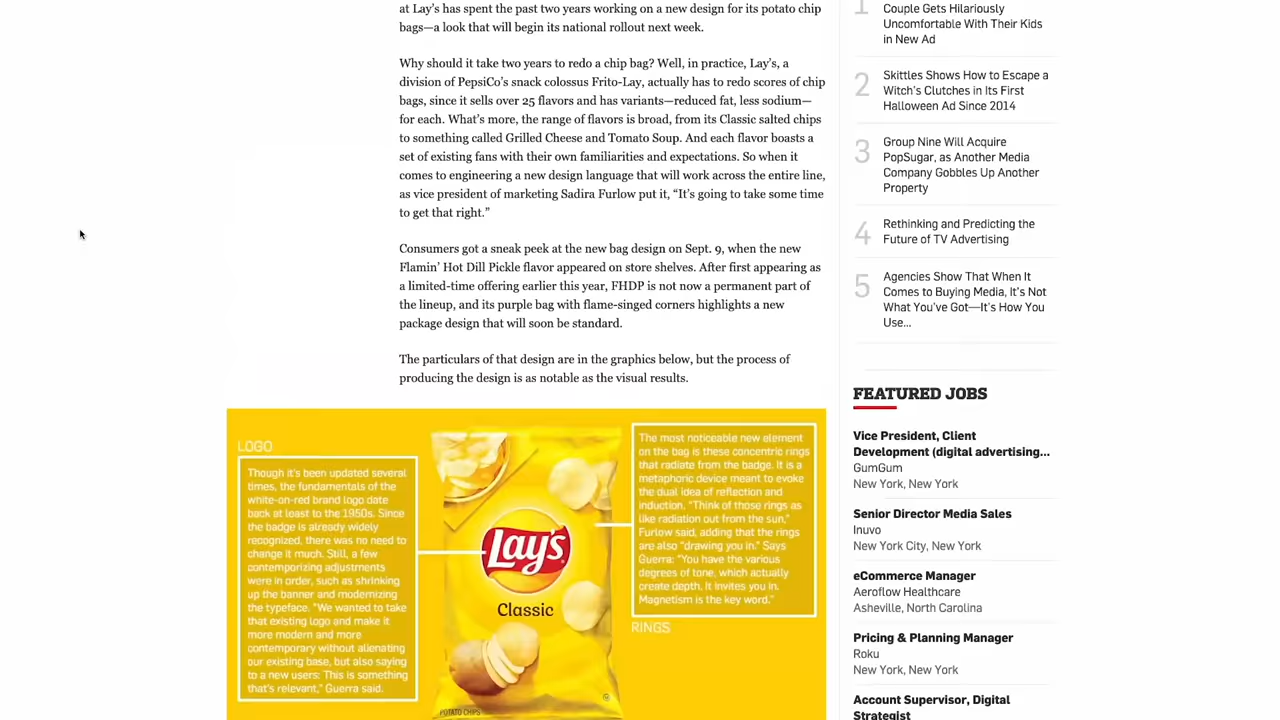 at Lay's has spent the past two years working on a new design for its potato chip
bags—a look that will begin its national rollout next week.
Why should it take two years to redo a chip bag? Well, in practice, Lay's, a
division of PepsiCo's snack colossus Frito-Lay, actually has to redo scores of chip
bags, since it sells over 25 flavors and has variants—reduced fat, less sodium—
for each. What's more, the range of flavors is broad, from its Classic salted chips
to something called Grilled Cheese and Tomato Soup. And each flavor boasts a
set of existing fans with their own familiarities and expectations. So when it
comes to engineering a new design language that will work across the entire line,
as vice president of marketing Sadira Furlow put it, “It's going to take some time
to get that right.”
Consumers got a sneak peek at the new bag design on Sept. 9, when the new
Flamin' Hot Dill Pickle flavor appeared on store shelves. After first appearing as
a limited-time offering earlier this year, FHDP is not now a permanent part of
the lineup, and its purple bag with flame-singed corners highlights a new
package design that will soon be standard.
The particulars of that design are in the graphics below, but the process of
producing the design is as notable as the visual results.
LOGO
Though it's been updated several
times, the fundamentals of the
white-on-red brand logo date
back at least to the 1950s. Since
the badge is already widely
recognized, there was no need to
change it much. Still, a few
contemporizing adjustments
were in order, such as shrinking
up the banner and modernizing
the typeface. “We wanted to take
that existing logo and make it
more modern and more
contemporary without alienating
our existing base, but also saying
to a new users: This is something
that's relevant,” Guerra said.
Lay's
Classic
POTATO CHIPS
The most noticeable new element
on the bag is these concentric rings
that radiate from the badge. It is a
metaphoric device meant to evoke
the dual idea of reflection and
induction. “Think of those rings as
like radiation out from the sun,”
Furlow said, adding that the rings
are also “drawing you in.” Says
Guerra: “You have the various
degrees of tone, which actually
create depth. It invites you in.
Magnetism is the key word.”
RINGS
1
Couple Gets Hilariously
Uncomfortable With Their Kids
in New Ad
2
Skittles Shows How to Escape a
Witch's Clutches in Its First
Halloween Ad Since 2014
3
Group Nine Will Acquire
PopSugar, as Another Media
Company Gobbles Up Another
Property
4
Rethinking and Predicting the
Future of TV Advertising
5
Agencies Show That When It
Comes to Buying Media, It's Not
What You've Got—It's How You
Use...
FEATURED JOBS
Vice President, Client
Development (digital advertising...
GumGum
New York, New York
Senior Director Media Sales
Inuvo
New York City, New York
eCommerce Manager
Aeroflow Healthcare
Asheville, North Carolina
Pricing & Planning Manager
Roku
New York, New York
Account Supervisor, Digital
Strategist